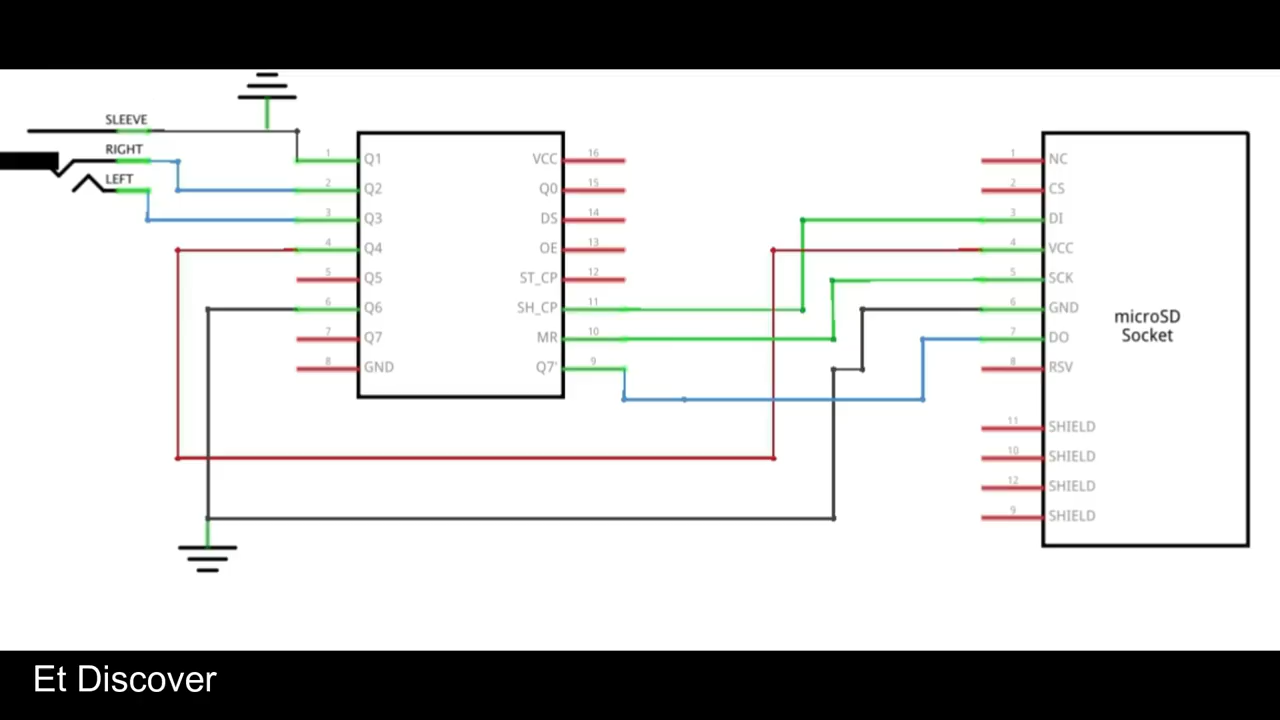 SLEEVE
RIGHT
LEFT
1 Q1
2 Q2
3 Q3
4 Q4
5 Q5
6 Q6
7 Q7
8 GND
VCC 16
Q0 15
DS 14
OE 13
ST_CP 12
SH_CP 11
MR 10
Q7' 9
1 NC
2 CS
3 DI
4 VCC
5 SCK
6 GND
7 DO
8 RSV
11 SHIELD
10 SHIELD
12 SHIELD
9 SHIELD
microSD
Socket
Et Discover